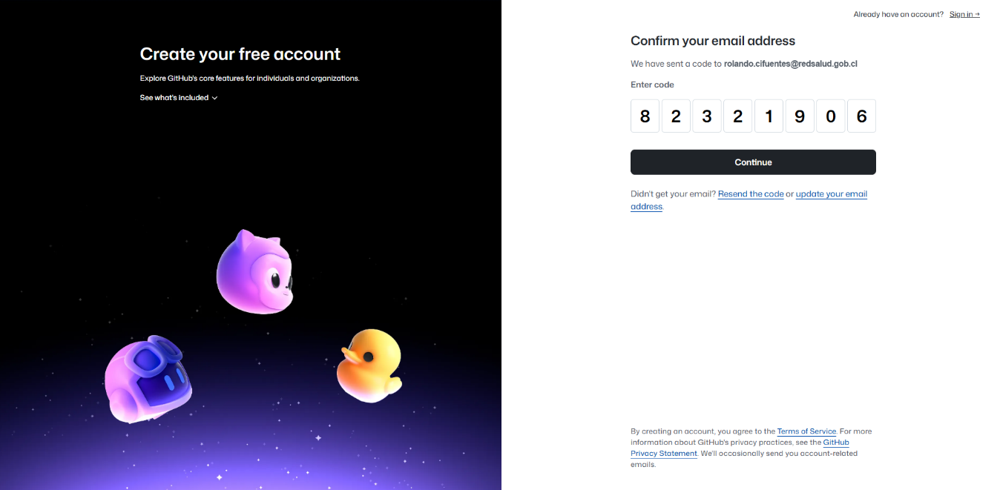 Create your free account
Explore GitHub's core features for individuals and organizations.
See what's included
Already have an account? Sign in →
Confirm your email address
We have sent a code to rolando.cifuentes@redsalud.gob.cl
Enter code
8 2 3 2 1 9 0 6
Continue
Didn't get your email? Resend the code or update your email
address.
By creating an account, you agree to the Terms of Service. For more
information about GitHub's privacy practices, see the GitHub
Privacy Statement. We'll occasionally send you account-related
emails.